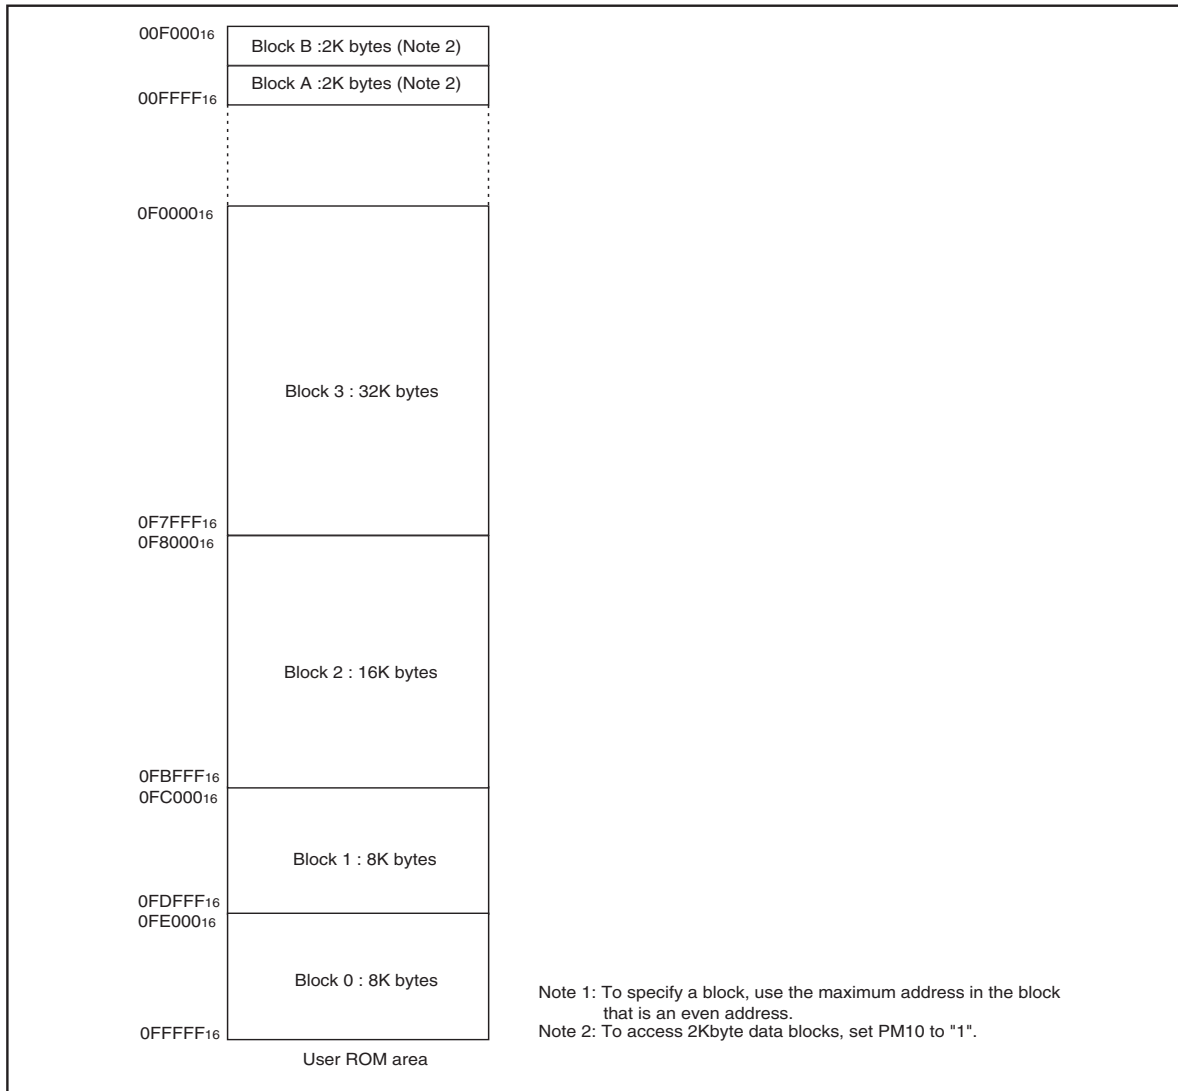 00F00016
Block B :2K bytes (Note 2)
Block A :2K bytes (Note 2)
00FFFF16
0F000016
Block 3 : 32K bytes
0F7FFF16
0F800016
Block 2 : 16K bytes
0FBFFF16
0FC00016
Block 1 : 8K bytes
0FDFFF16
0FE00016
Block 0 : 8K bytes
0FFFFF16
User ROM area
Note 1: To specify a block, use the maximum address in the block
that is an even address.
Note 2: To access 2Kbyte data blocks, set PM10 to "1".